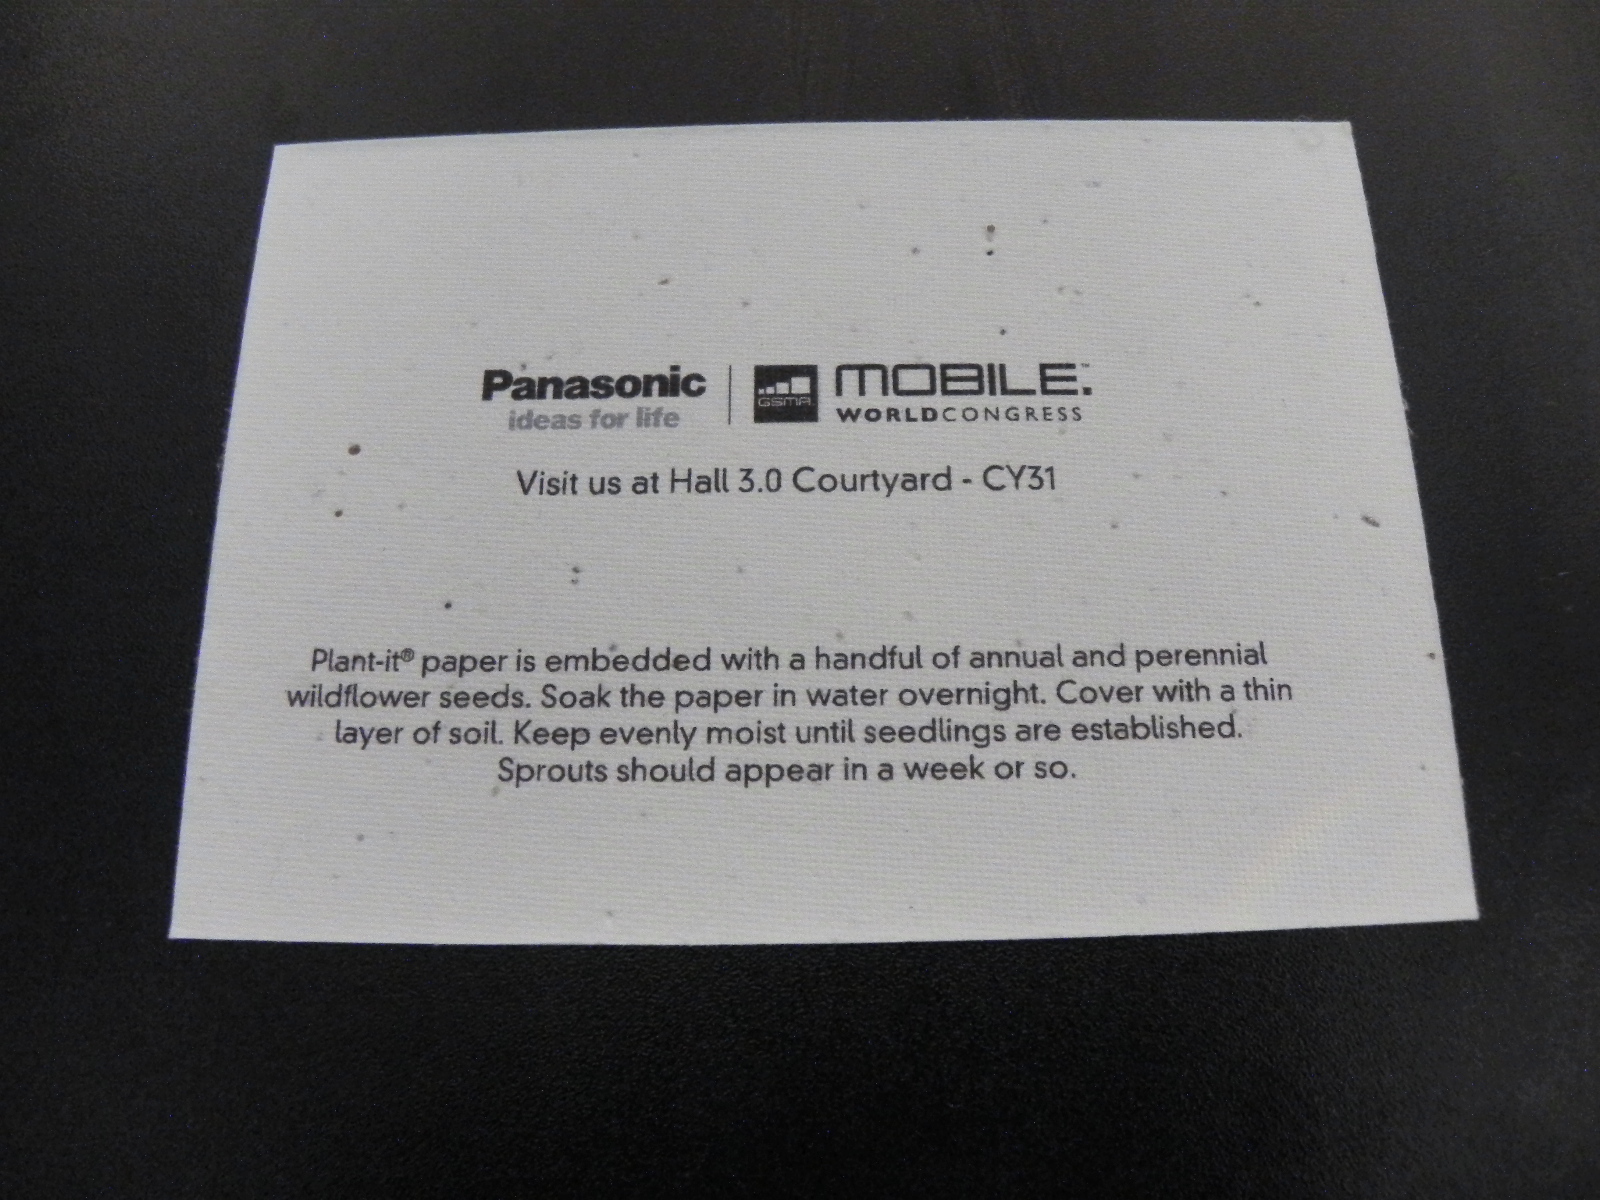 Panasonic
ideas for life
GSMA
MOBILE™
WORLDCONGRESS
Visit us at Hall 3.0 Courtyard - CY31
Plant-it® paper is embedded with a handful of annual and perennial
wildflower seeds. Soak the paper in water overnight. Cover with a thin
layer of soil. Keep evenly moist until seedlings are established.
Sprouts should appear in a week or so.